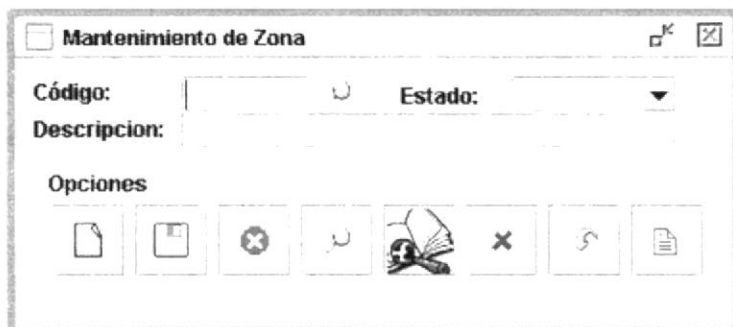 Mantenimiento de Zona
Código: Estado:
Descripcion:
Opciones